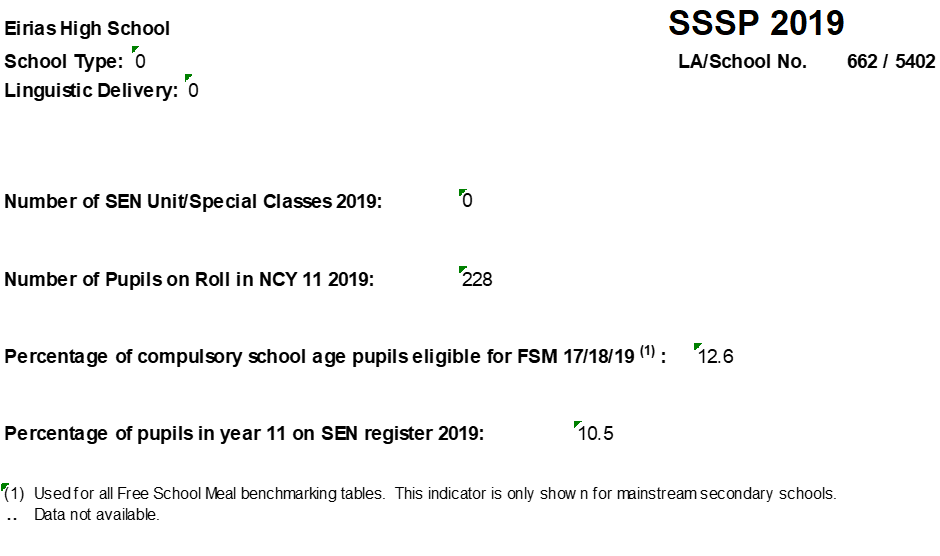 Eirias High School
SSSP 2019
School Type: 0
LA/School No. 662 / 5402
Linguistic Delivery: 0
Number of SEN Unit/Special Classes 2019: 0
Number of Pupils on Roll in NCY 11 2019: 228
Percentage of compulsory school age pupils eligible for FSM 17/18/19 (1) : 12.6
Percentage of pupils in year 11 on SEN register 2019: 10.5
(1) Used for all Free School Meal benchmarking tables. This indicator is only shown for mainstream secondary schools.
.. Data not available.